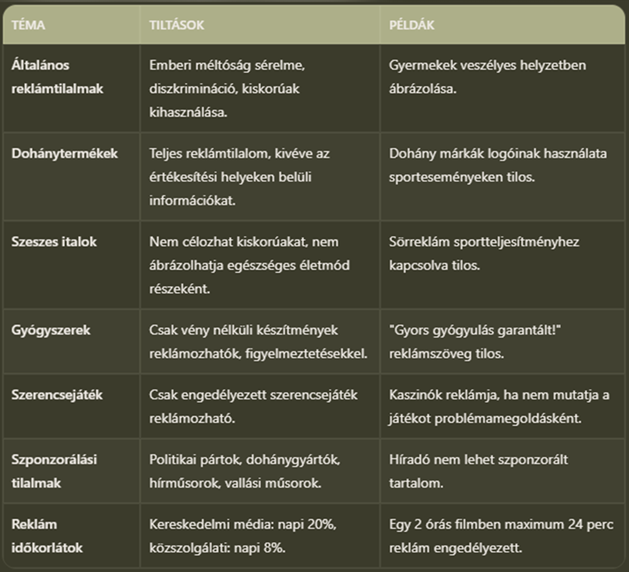 TÉMA
TILTÁSOK
PÉLDÁK
Általános
reklámtilalmak
Emberi méltóság sérelme,
diszkrimináció, kiskorúak
kihasználása.
Gyermekek veszélyes helyzetben
ábrázolása.
Dohánytermékek
Teljes reklámtilalom, kivéve az
értékesítési helyeken belüli
információkat.
Dohány márkák logóinak használata
sporteseményeken tilos.
Szeszes italok
Nem célozhat kiskorúakat, nem
ábrázolhatja egészséges életmód
részeként.
Sörreklám sportteljesítményhez
kapcsolva tilos.
Gyógyszerek
Csak vény nélküli készítmények
reklámozhatók, figyelmeztetésekkel.
"Gyors gyógyulás garantált!"
reklámszöveg tilos.
Szerencsejáték
Csak engedélyezett szerencsejáték
reklámozható.
Kaszinók reklámja, ha nem mutatja a
játékot problémamegoldásként.
Szponzorálási
tilalmak
Politikai pártok, dohánygyártók,
hírműsorok, vallási műsorok.
Híradó nem lehet szponzorált
tartalom.
Reklám
időkorlátok
Kereskedelmi média: napi 20%,
közszolgálati: napi 8%.
Egy 2 órás filmben maximum 24 perc
reklám engedélyezett.